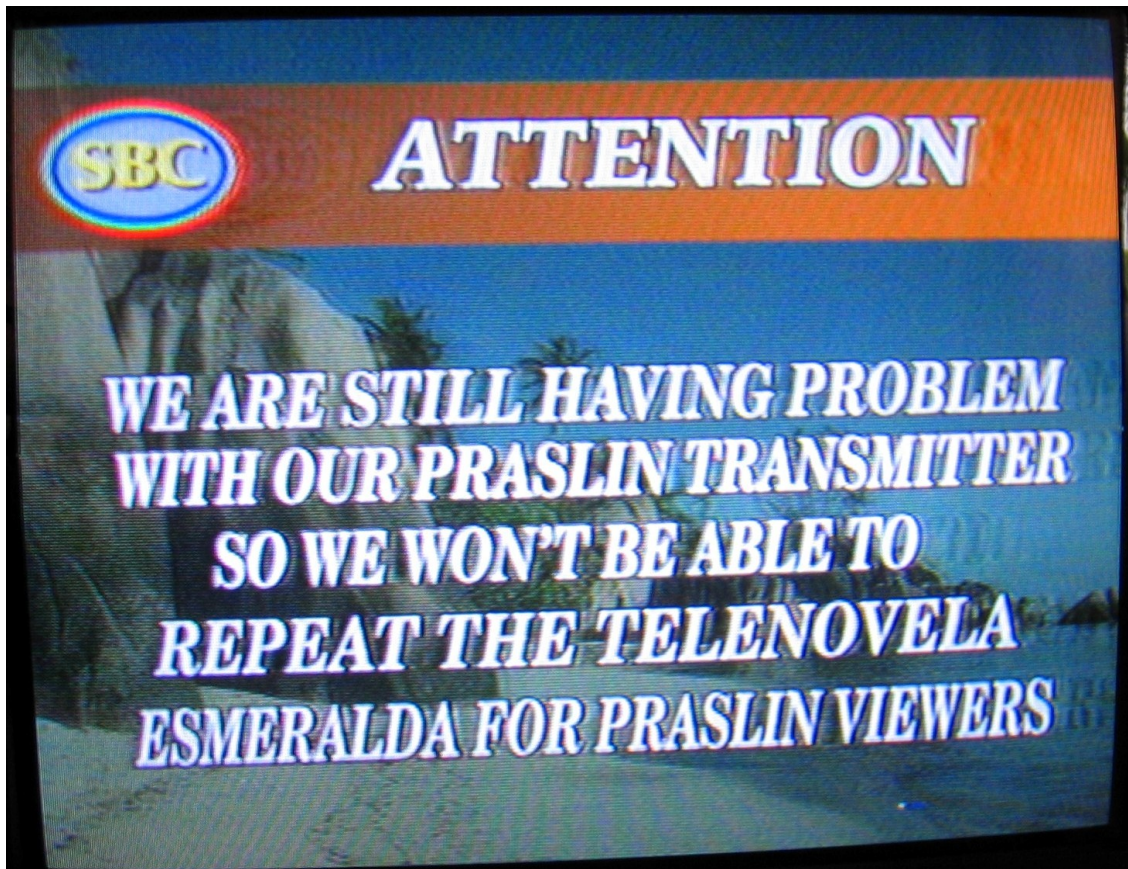 SBC
ATTENTION
WE ARE STILL HAVING PROBLEM
WITH OUR PRASLIN TRANSMITTER
SO WE WON'T BE ABLE TO
REPEAT THE TELENOVELA
ESMERALDA FOR PRASLIN VIEWERS